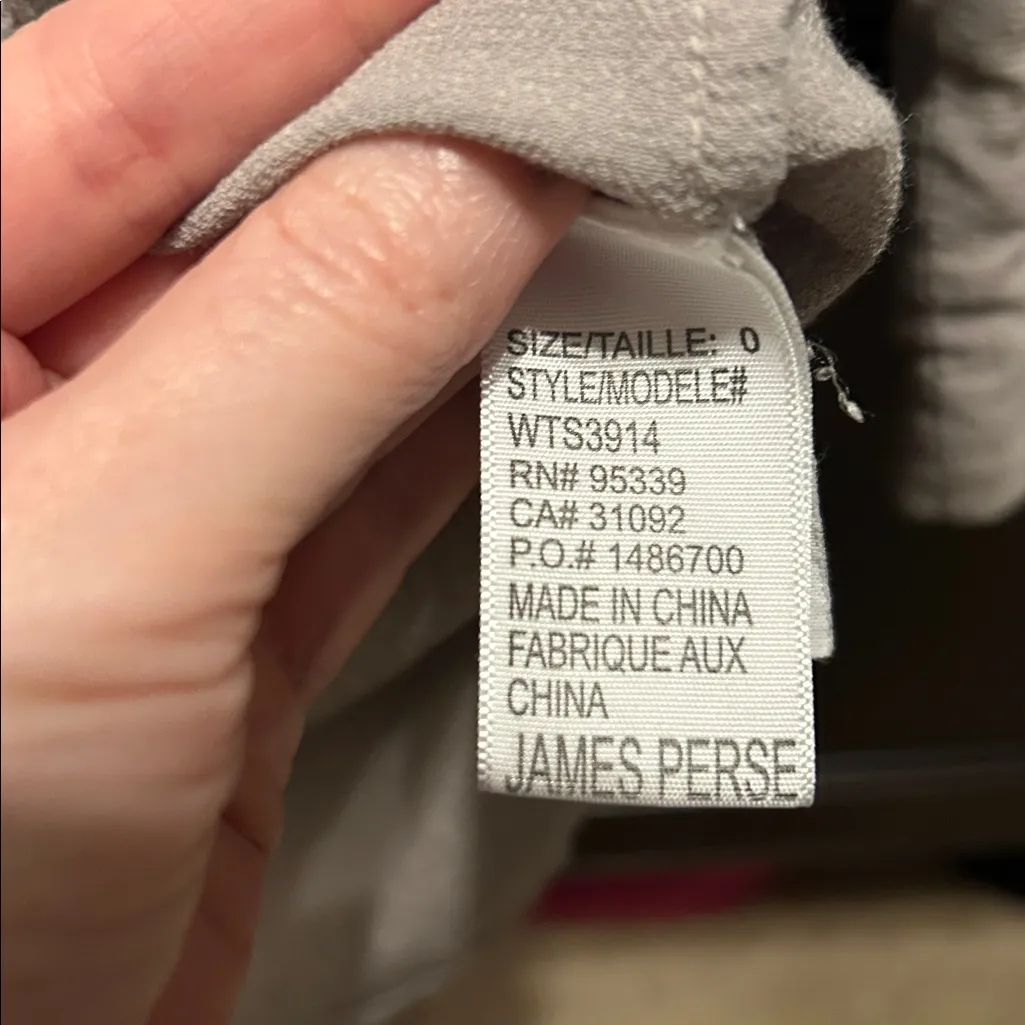 SIZE/TAILLE: 0
STYLE/MODELE#
WTS3914
RN# 95339
CA# 31092
P.O.# 1486700
MADE IN CHINA
FABRIQUE AUX
CHINA
JAMES PERSE